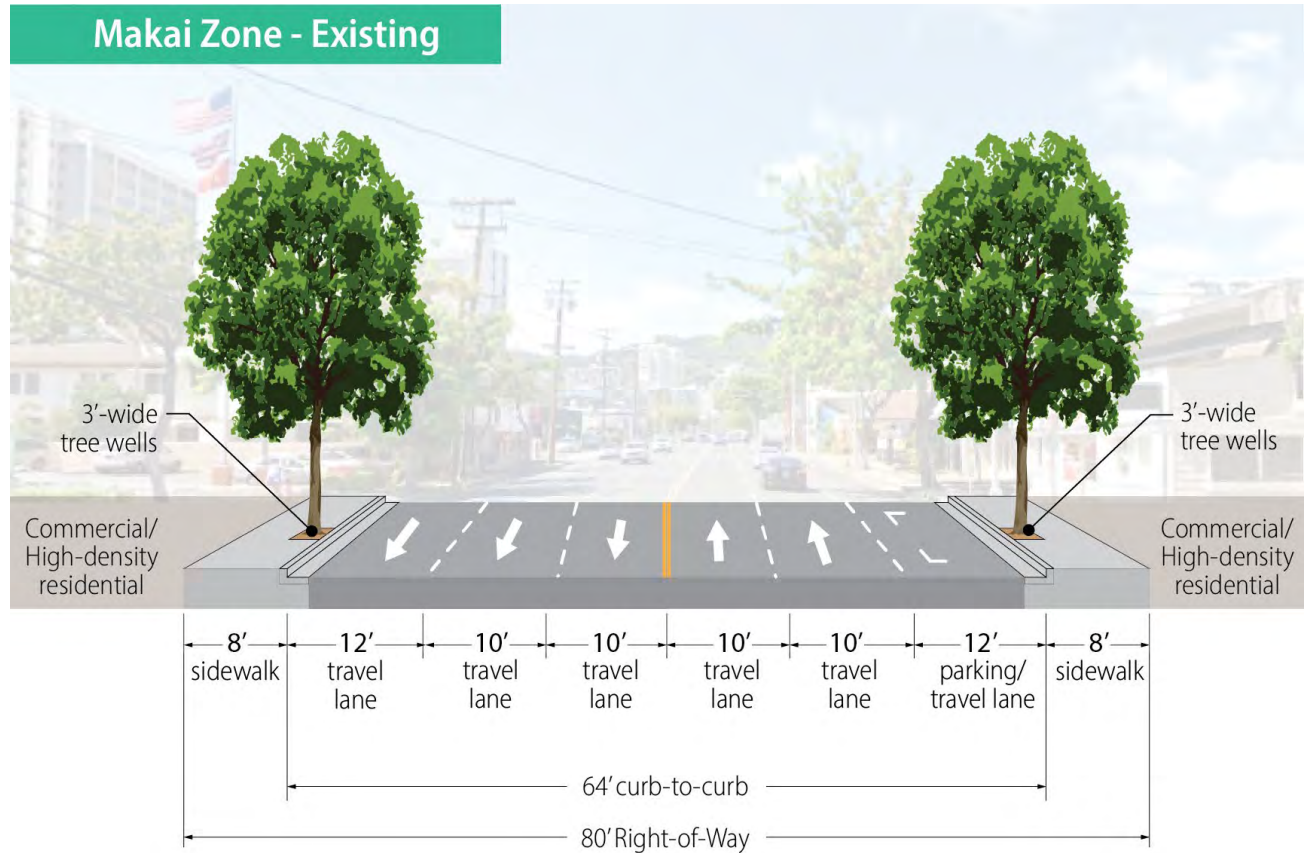 Makai Zone - Existing
3'-wide
tree wells
3'-wide
tree wells
Commercial/
High-density
residential
Commercial/
High-density
residential
8'
sidewalk
12'
travel
lane
10'
travel
lane
10'
travel
lane
10'
travel
lane
10'
travel
lane
12'
parking/
travel lane
8'
sidewalk
64' curb-to-curb
80' Right-of-Way